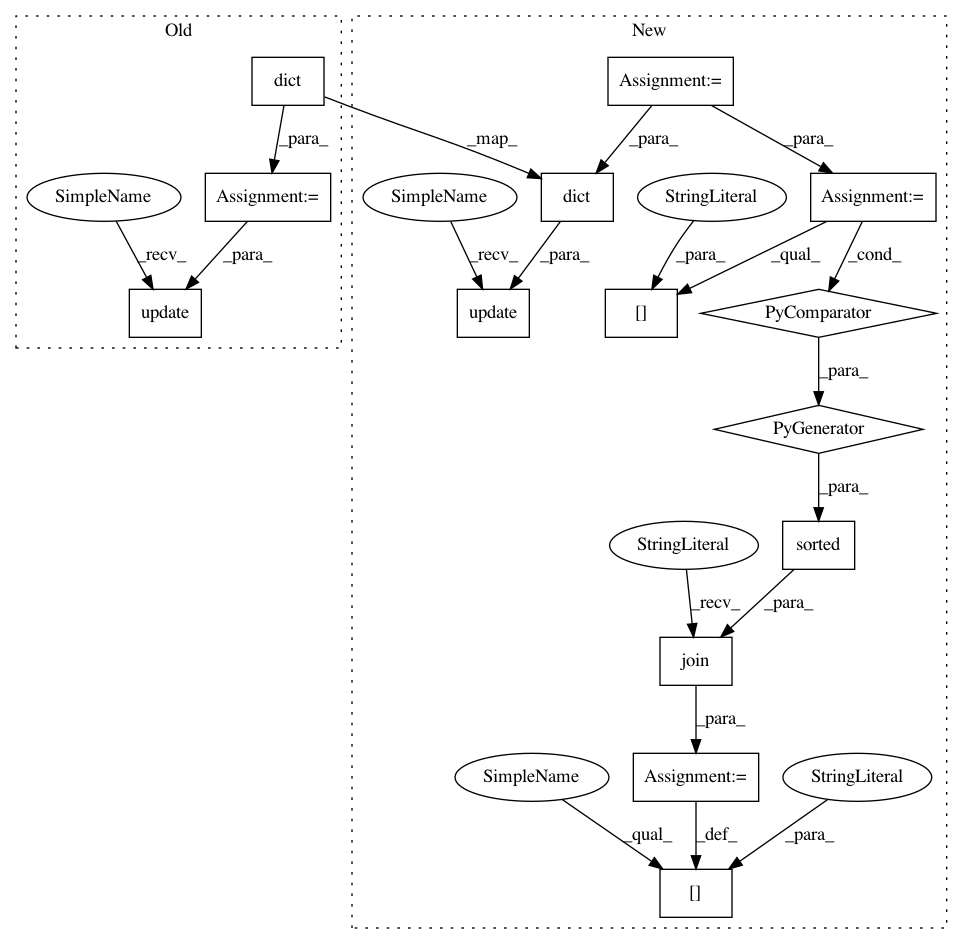 Old
New
dict
Assignment:=
_para_
_map_
_para_
_para_
SimpleName
Assignment:=
SimpleName
dict
StringLiteral
Assignment:=
_recv_
_para_
_recv_
_para_
_para_
_qual_
_cond_
update
update
[]
PyComparator
_para_
PyGenerator
_para_
StringLiteral
sorted
_recv_
_para_
join
_para_
SimpleName
Assignment:=
StringLiteral
_qual_
_def_
_para_
[]